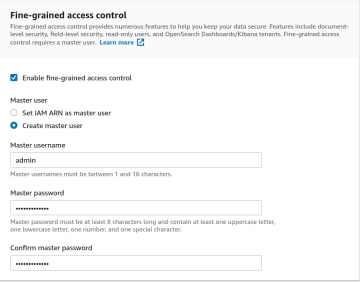 Fine-grained access control
Fine-grained access control provides numerous features to help you keep your data secure. Features include document-
level security, field-level security, read-only users, and OpenSearch Dashboards/Kibana tenants. Fine-grained access
control requires a master user. Learn more
Enable fine-grained access control
Master user
Set IAM ARN as master user
Create master user
Master username
admin
Master usernames must be between 1 and 16 characters.
Master password
•••••••••••••
Master password must be at least 8 characters long and contain at least one uppercase letter,
one lowercase letter, one number, and one special character.
Confirm master password
•••••••••••••